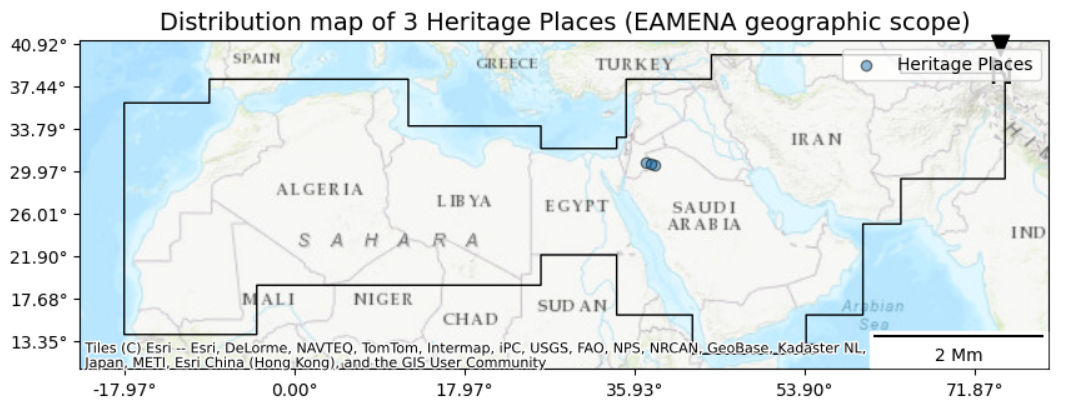 Distribution map of 3 Heritage Places (EAMENA geographic scope)
40.92°
37.44°
33.79°
29.97°
26.01°
21.90°
17.68°
13.35°
Heritage Places
SPAIN
GREECE
TURKEY
IRAN
ALGERIA
LIBYA
EGYPT
SAUDI
ARABIA
SAHARA
IND
MALI
NIGER
CHAD
SUDAN
Arabian
Sea
Tiles (C) Esri -- Esri, DeLorme, NAVTEQ, TomTom, Intermap, iPC, USGS, FAO, NPS, NRCAN, GeoBase, Kadaster NL,
Japan, METI, Esri China (Hong Kong), and the GIS User Community
2 Mm
-17.97
0.00
17.97
35.93
53.90
71.87°